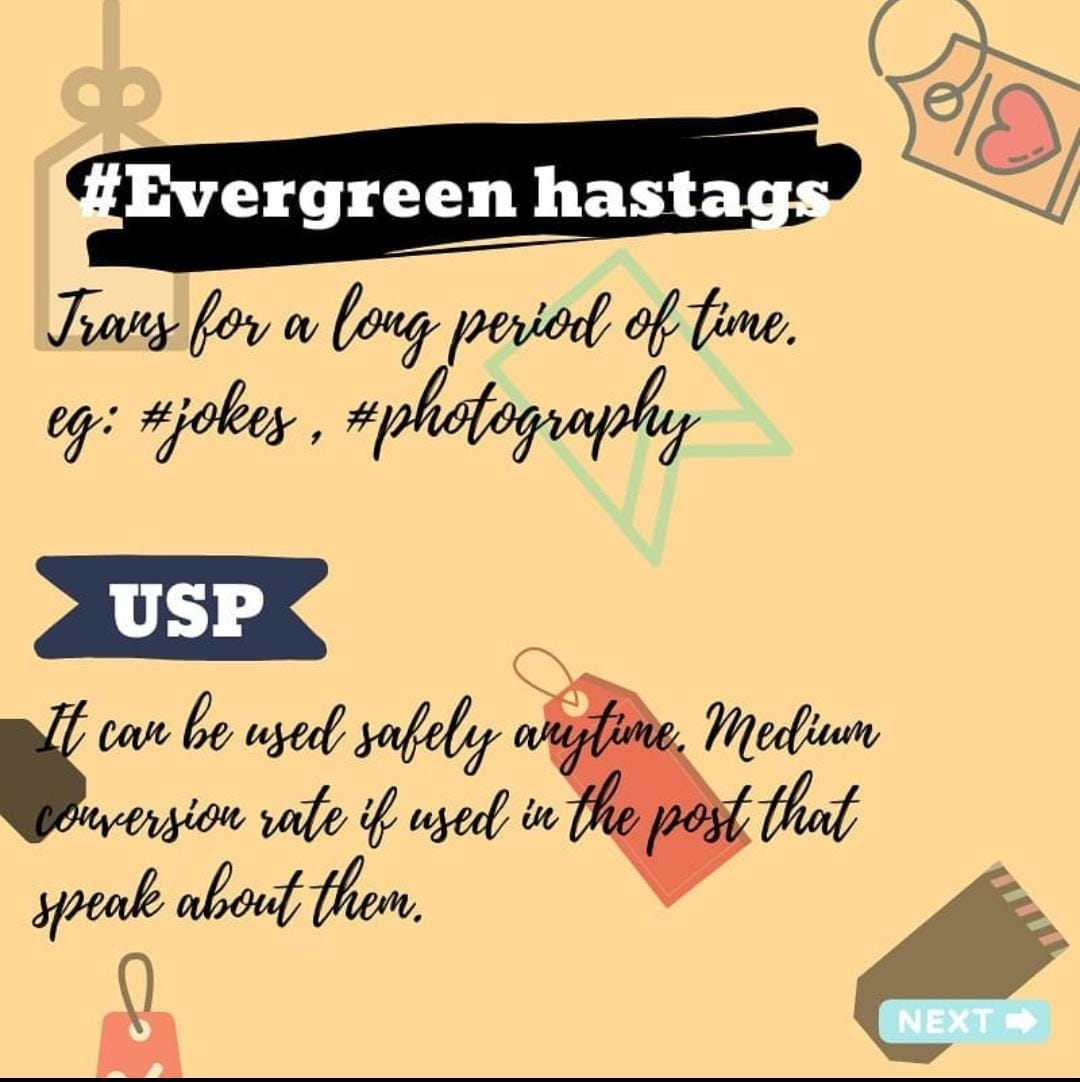 #Evergreen hastags
Trans for a long period of time.
eg: #jokes , #photography
USP
It can be used safely anytime. Medium
conversion rate if used in the post that
speak about them.
NEXT